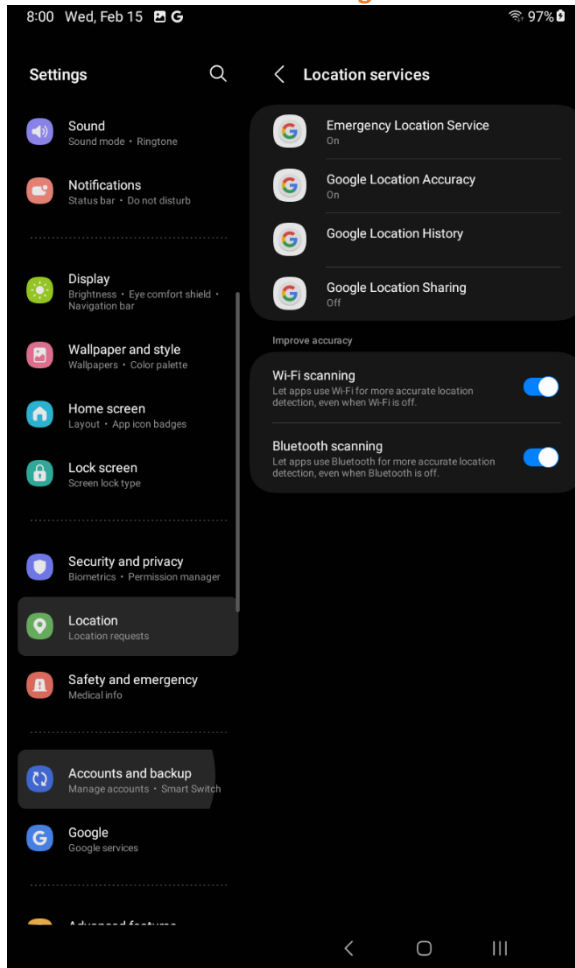 8:00 Wed, Feb 15 G
97%
Settings
Sound
Sound mode • Ringtone
Notifications
Status bar • Do not disturb
Display
Brightness • Eye comfort shield •
Navigation bar
Wallpaper and style
Wallpapers • Color palette
Home screen
Layout • App icon badges
Lock screen
Screen lock type
Security and privacy
Biometrics • Permission manager
Location
Location requests
Safety and emergency
Medical info
Accounts and backup
Manage accounts • Smart Switch
G
Google
Google services
Advanced features
Location services
G
Emergency Location Service
On
G
Google Location Accuracy
On
G
Google Location History
G
Google Location Sharing
Off
Improve accuracy
Wi-Fi scanning
Let apps use Wi-Fi for more accurate location
detection, even when Wi-Fi is off.
Bluetooth scanning
Let apps use Bluetooth for more accurate location
detection, even when Bluetooth is off.